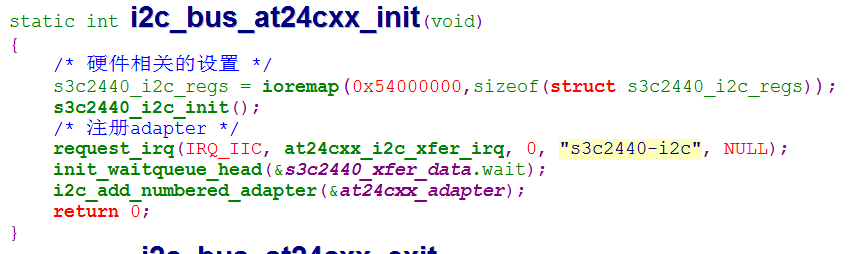 static int i2c_bus_at24cxx_init(void)
{
/* 硬件相关的设置 */
s3c2440_i2c_regs = ioremap(0x54000000,sizeof(struct s3c2440_i2c_regs));
s3c2440_i2c_init();
/* 注册adapter */
request_irq(IRQ_IIC, at24cxx_i2c_xfer_irq, 0, "s3c2440-i2c", NULL);
init_waitqueue_head(&s3c2440_xfer_data.wait);
i2c_add_numbered_adapter(&at24cxx_adapter);
return 0;
}